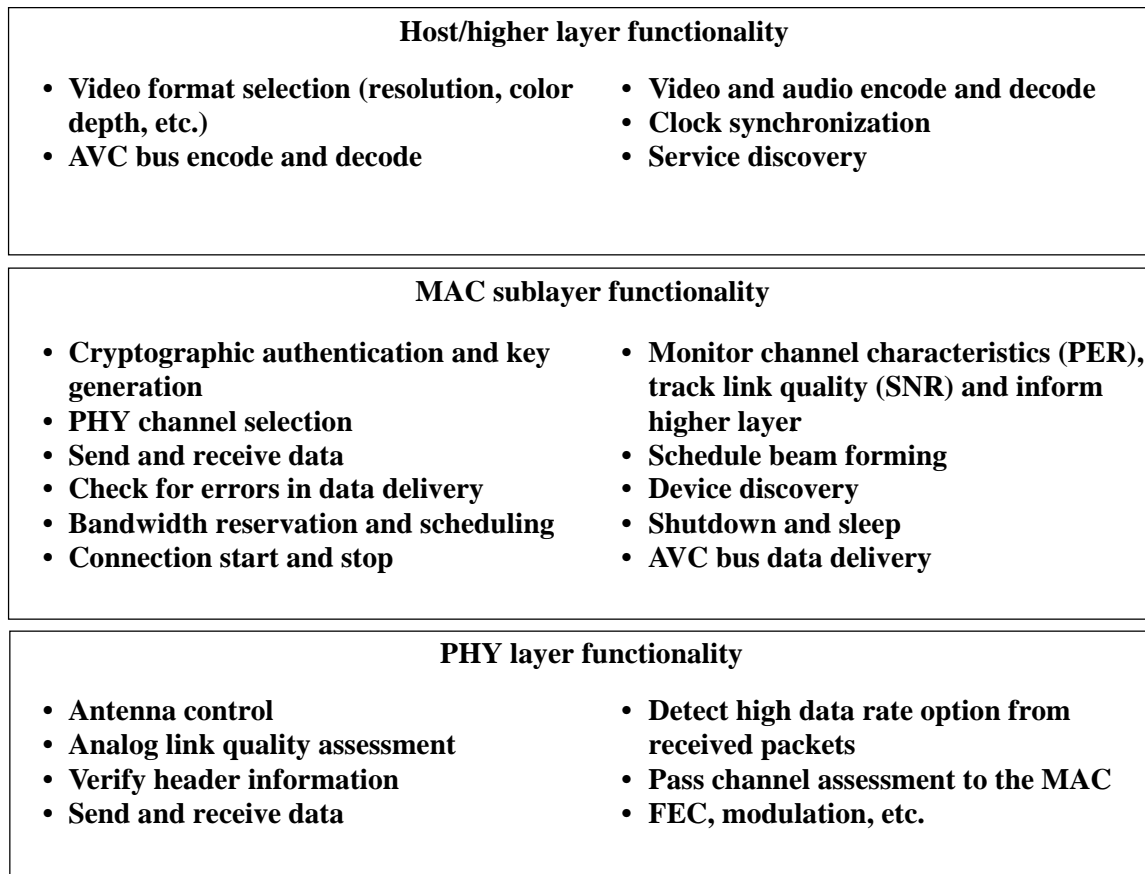 Host/higher layer functionality
• Video format selection (resolution, color
depth, etc.)
• AVC bus encode and decode
• Video and audio encode and decode
• Clock synchronization
• Service discovery
MAC sublayer functionality
• Cryptographic authentication and key
generation
• PHY channel selection
• Send and receive data
• Check for errors in data delivery
• Bandwidth reservation and scheduling
• Connection start and stop
• Monitor channel characteristics (PER),
track link quality (SNR) and inform
higher layer
• Schedule beam forming
• Device discovery
• Shutdown and sleep
• AVC bus data delivery
PHY layer functionality
• Antenna control
• Analog link quality assessment
• Verify header information
• Send and receive data
• Detect high data rate option from
received packets
• Pass channel assessment to the MAC
• FEC, modulation, etc.